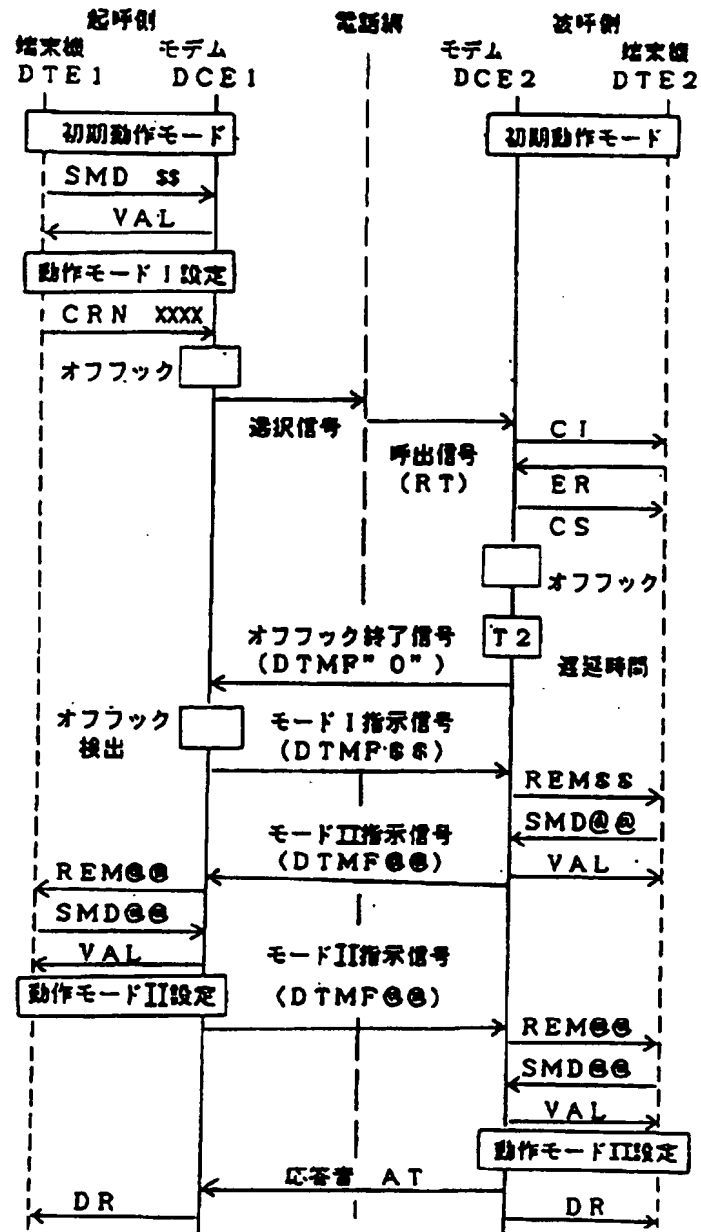 起呼側 電話網 被呼側
端末機 モデム モデム 端末機
DTE1 DCE1 DCE2 DTE2
初期動作モード 初期動作モード
SMD $$
VAL
動作モードI設定
CRN XXXX
オフフック
選択信号
呼出信号
(RT)
CI
ER
CS
オフフック
T2
遅延時間
オフフック終了信号
(DTMF"0")
オフフック
検出
モードI指示信号
(DTMF$$)
REM$$
SMD@@
モードII指示信号
(DTMF@@)
VAL
REM@@
SMD@@
VAL
モードII指示信号
動作モードII設定
(DTMF@@)
REM@@
SMD@@
VAL
動作モードII設定
応答音 AT
DR DR